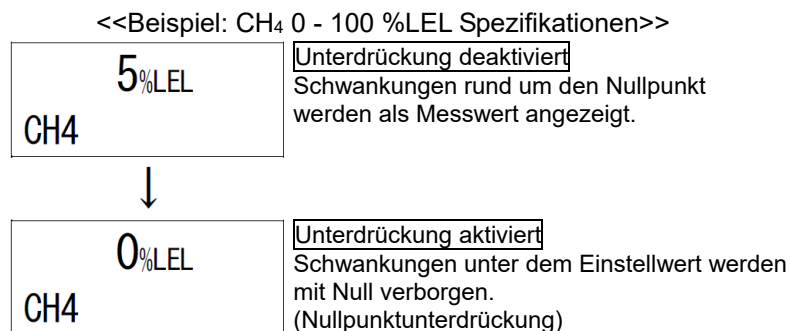 <<Beispiel: CH₄ 0 - 100 %LEL Spezifikationen>>
5%LEL
CH4
Unterdrückung deaktiviert
Schwankungen rund um den Nullpunkt
werden als Messwert angezeigt.
↓
0%LEL
CH4
Unterdrückung aktiviert
Schwankungen unter dem Einstellwert werden
mit Null verborgen.
(Nullpunktunterdrückung)